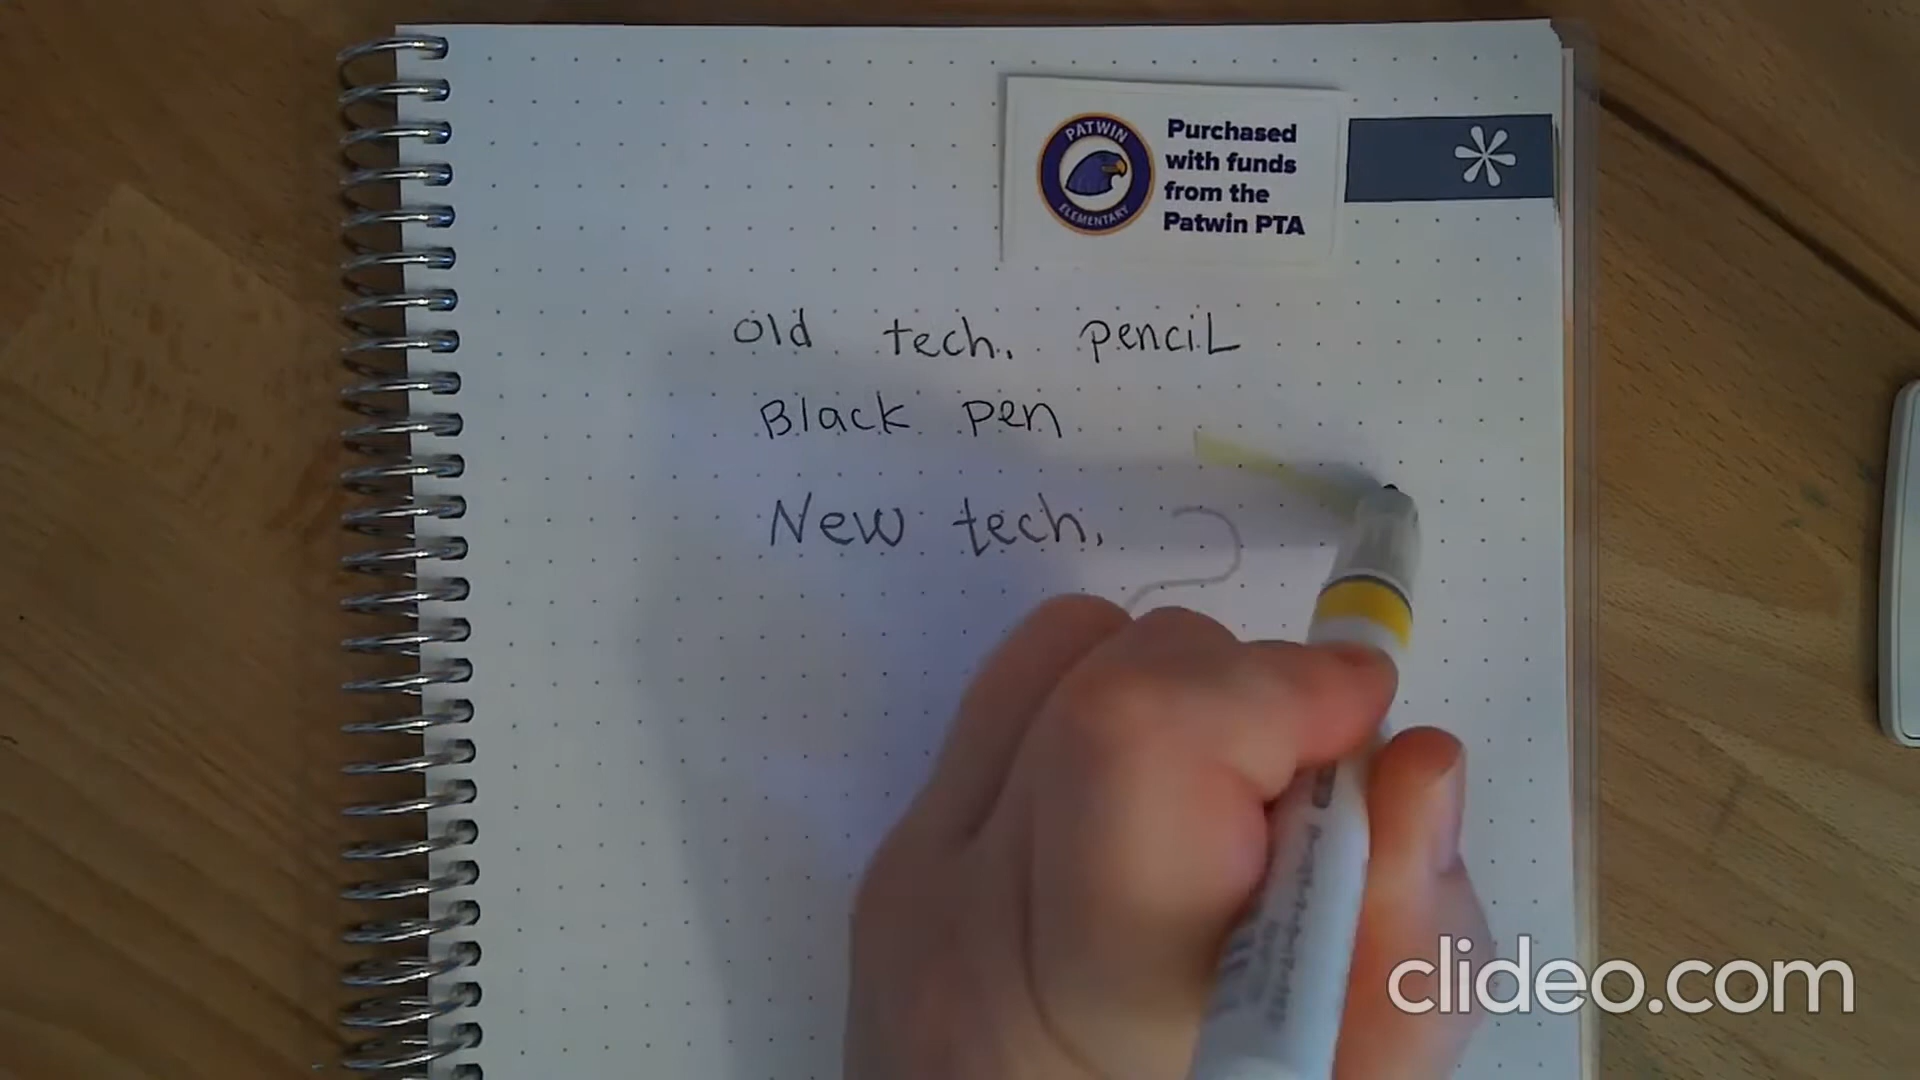 PATWIN
ELEMENTARY
Purchased
with funds
from the
Patwin PTA
old tech. pencil
Black pen
New tech.
clideo.com